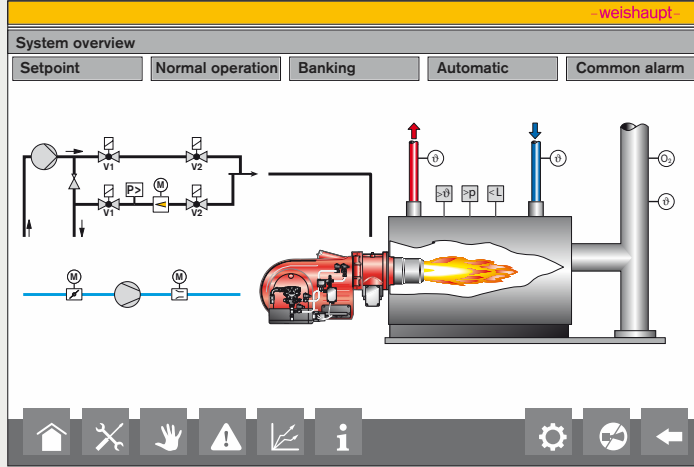 -weishaupt-
System overview
Setpoint Normal operation Banking Automatic Common alarm
V1 V2
M
V1 P> V2
ϑ ϑ O₂
>ϑ >p <L
ϑ
M M